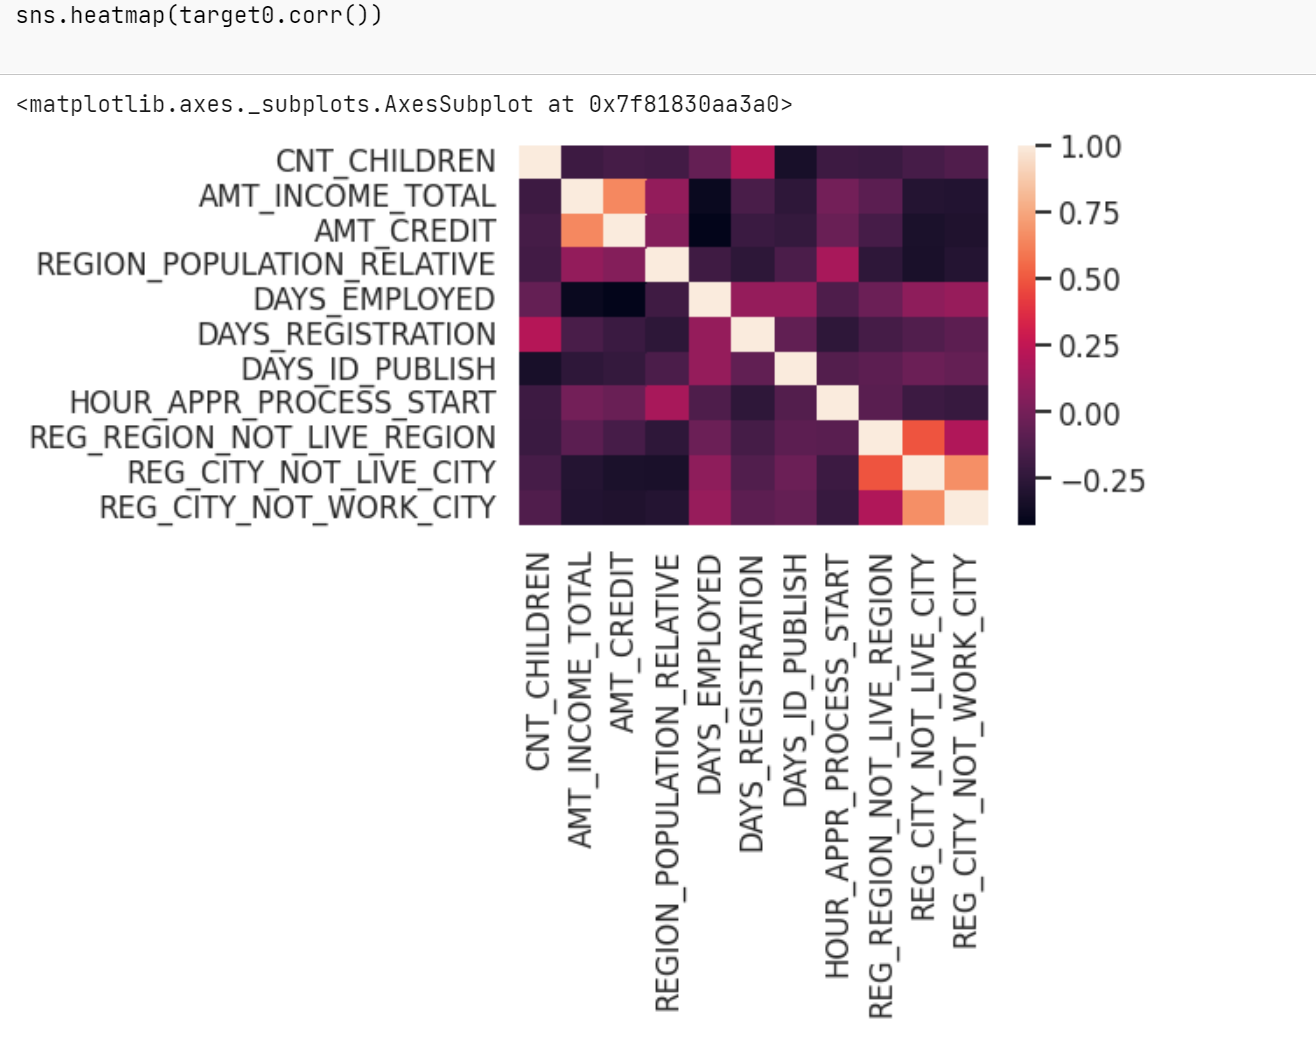 sns.heatmap(target0.corr())
<matplotlib.axes._subplots.AxesSubplot at 0x7f81830aa3a0>
CNT_CHILDREN
AMT_INCOME_TOTAL
AMT_CREDIT
REGION_POPULATION_RELATIVE
DAYS_EMPLOYED
DAYS_REGISTRATION
DAYS_ID_PUBLISH
HOUR_APPR_PROCESS_START
REG_REGION_NOT_LIVE_REGION
REG_CITY_NOT_LIVE_CITY
REG_CITY_NOT_WORK_CITY
1.00
0.75
0.50
0.25
0.00
−0.25
CNT_CHILDREN
AMT_INCOME_TOTAL
AMT_CREDIT
REGION_POPULATION_RELATIVE
DAYS_EMPLOYED
DAYS_REGISTRATION
DAYS_ID_PUBLISH
HOUR_APPR_PROCESS_START
REG_REGION_NOT_LIVE_REGION
REG_CITY_NOT_LIVE_CITY
REG_CITY_NOT_WORK_CITY